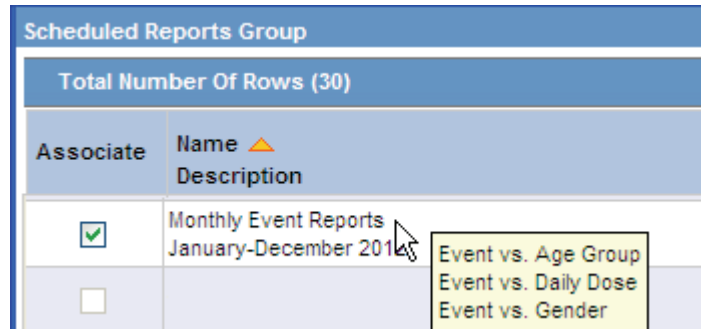 Scheduled Reports Group
Total Number Of Rows (30)
Associate
Name
Description
Monthly Event Reports
January-December
Event vs. Age Group
Event vs. Daily Dose
Event vs. Gender